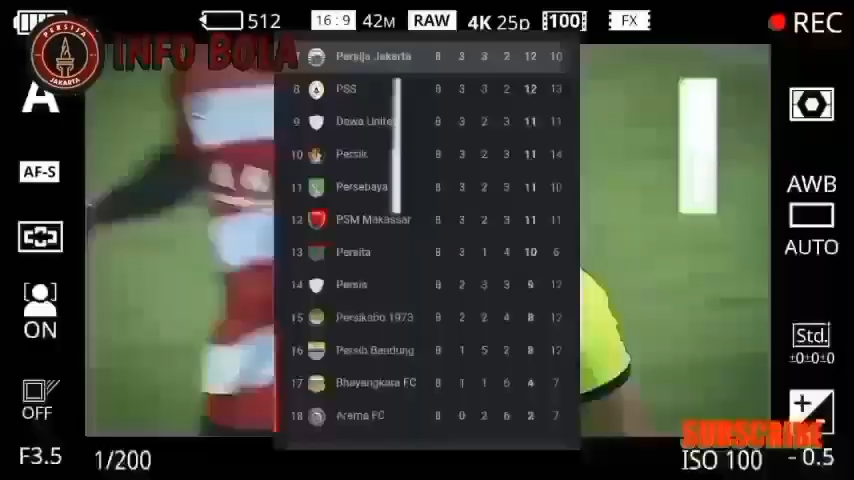 512 16:9 42M RAW 4K 25p 100 FX REC
PERSIJA
JAKARTA
INFO BOLA
A
AF-S
ON
OFF
F3.5
1/200
Persija Jakarta 8 3 3 2 12 10
8 PSS 8 3 3 2 12 13
9 Dewa Unite 8 3 2 3 11 11
10 Persik 8 3 2 3 11 14
11 Persebaya 8 3 2 3 11 10
12 PSM Makassar 8 3 2 3 11 11
13 Persita 8 3 1 4 10 6
14 Persis 8 2 3 3 9 12
15 Persikabo 1973 8 2 2 4 8 12
16 Persib Bandung 8 1 5 2 8 12
17 Bhayangkara FC 8 1 1 6 4 7
18 Arema FC 8 0 2 6 2 7
AWB
AUTO
Std.
±0±0±0
SUBSCRIBE
ISO 100
- 0.5